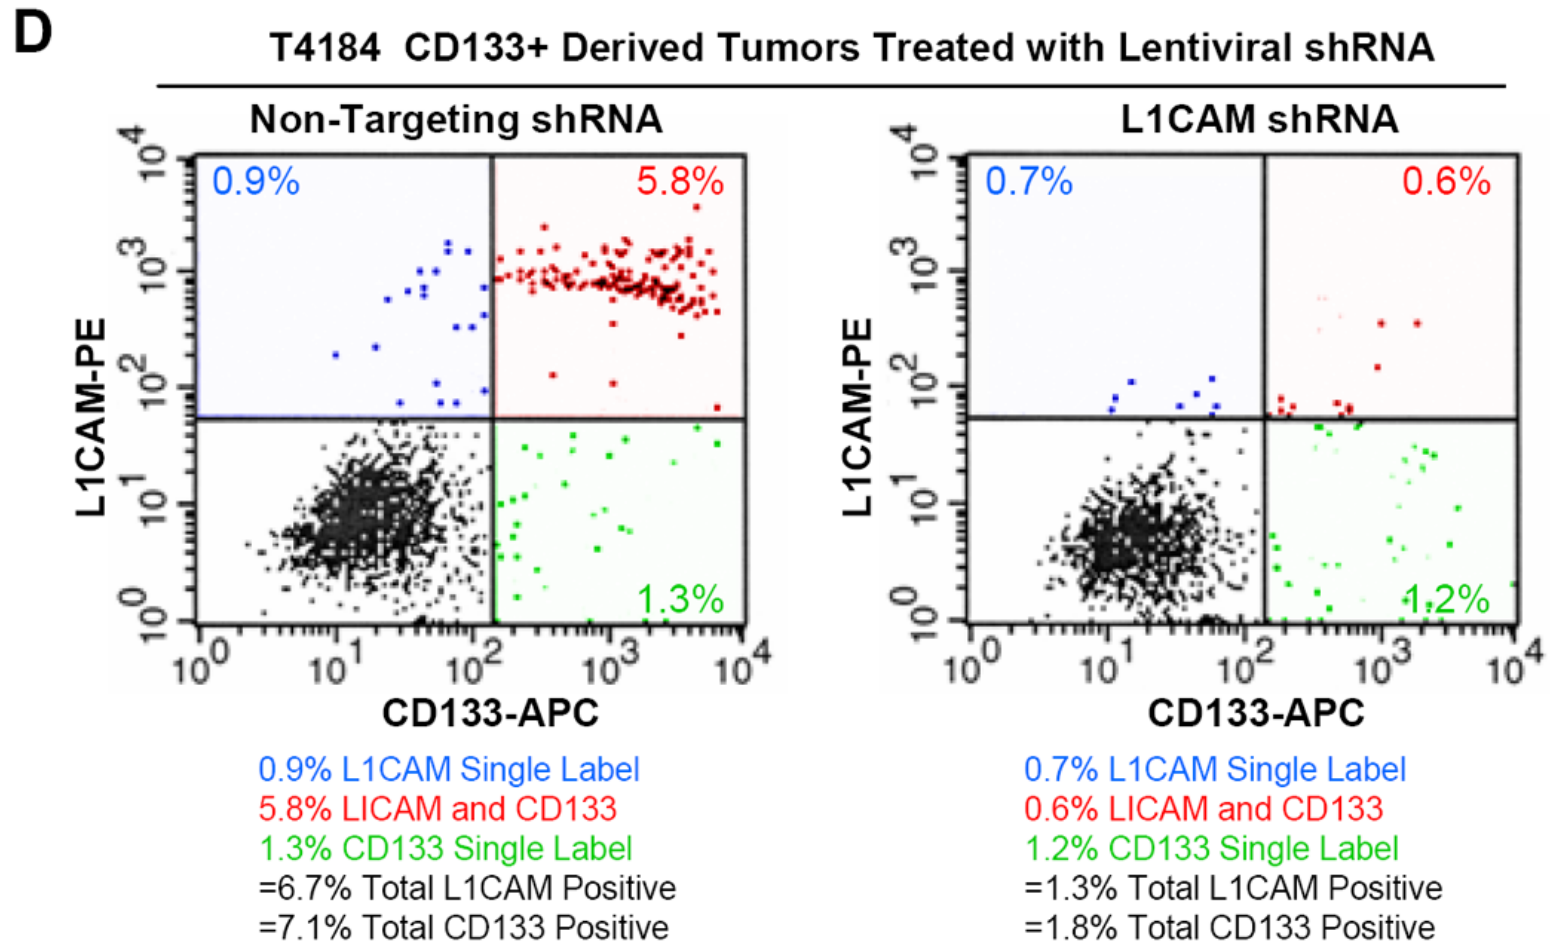 D
T4184 CD133+ Derived Tumors Treated with Lentiviral shRNA
Non-Targeting shRNA
L1CAM shRNA
0.9%
5.8%
1.3%
L1CAM-PE
10^4
10^3
10^2
10^1
10^0
10^0 10^1 10^2 10^3 10^4
CD133-APC
0.7%
0.6%
1.2%
L1CAM-PE
10^4
10^3
10^2
10^1
10^0
10^0 10^1 10^2 10^3 10^4
CD133-APC
0.9% L1CAM Single Label
5.8% LICAM and CD133
1.3% CD133 Single Label
=6.7% Total L1CAM Positive
=7.1% Total CD133 Positive
0.7% L1CAM Single Label
0.6% LICAM and CD133
1.2% CD133 Single Label
=1.3% Total L1CAM Positive
=1.8% Total CD133 Positive